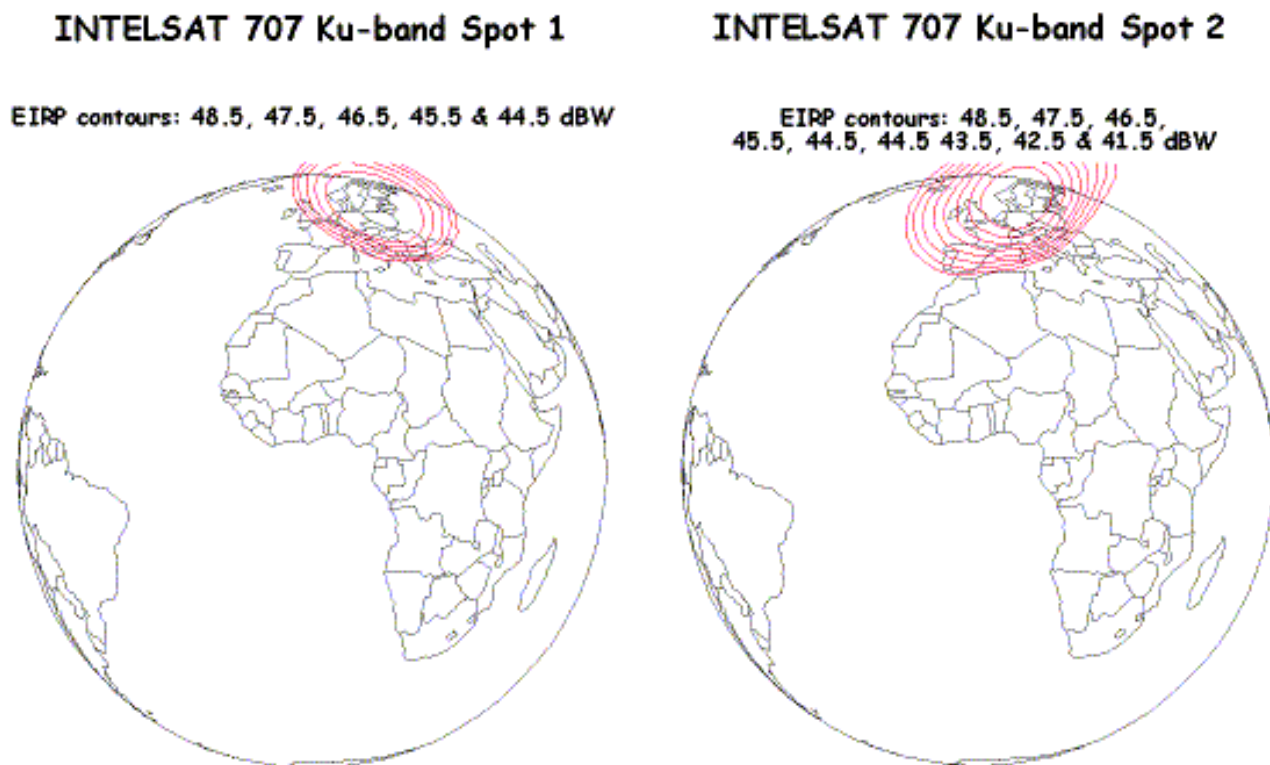 INTELSAT 707 Ku-band Spot 1
EIRP contours: 48.5, 47.5, 46.5, 45.5 & 44.5 dBW
INTELSAT 707 Ku-band Spot 2
EIRP contours: 48.5, 47.5, 46.5,
45.5, 44.5, 44.5 43.5, 42.5 & 41.5 dBW